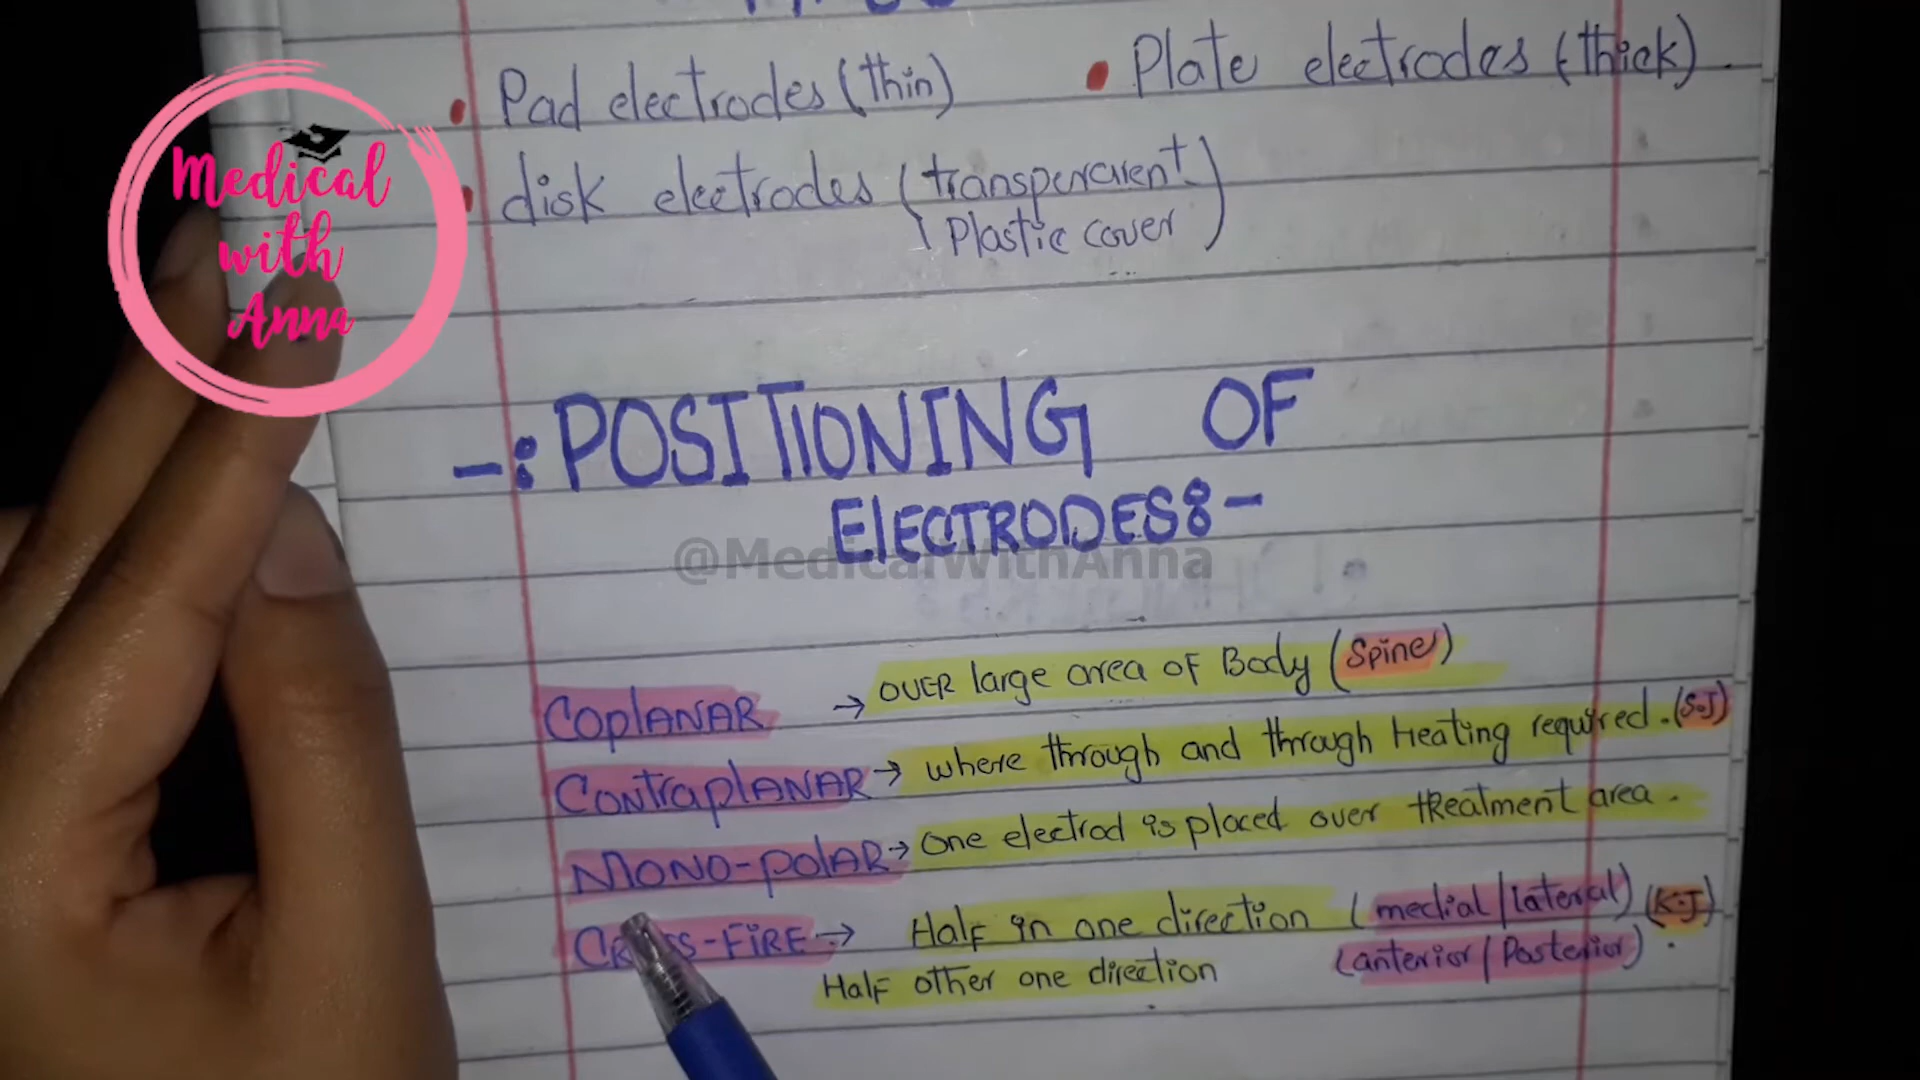 • Pad electrodes (thin) • Plate electrodes (thick).
• disk electrodes (transperarent
Plastic cover)
Medical
with
Anna
-: POSITIONING OF
ElECTRODES:-
@MedicalWithAnna
COplANAR → OVER large area of Body (Spine)
ContraplANAR → where through and through Heating required. (S.J)
MONO-POlAR → One electrod is placed over tReatment area.
CROSS-FiRE → Half in one direction (medial/lateral) (K.J)
Half other one direction (anterior/Posterior).